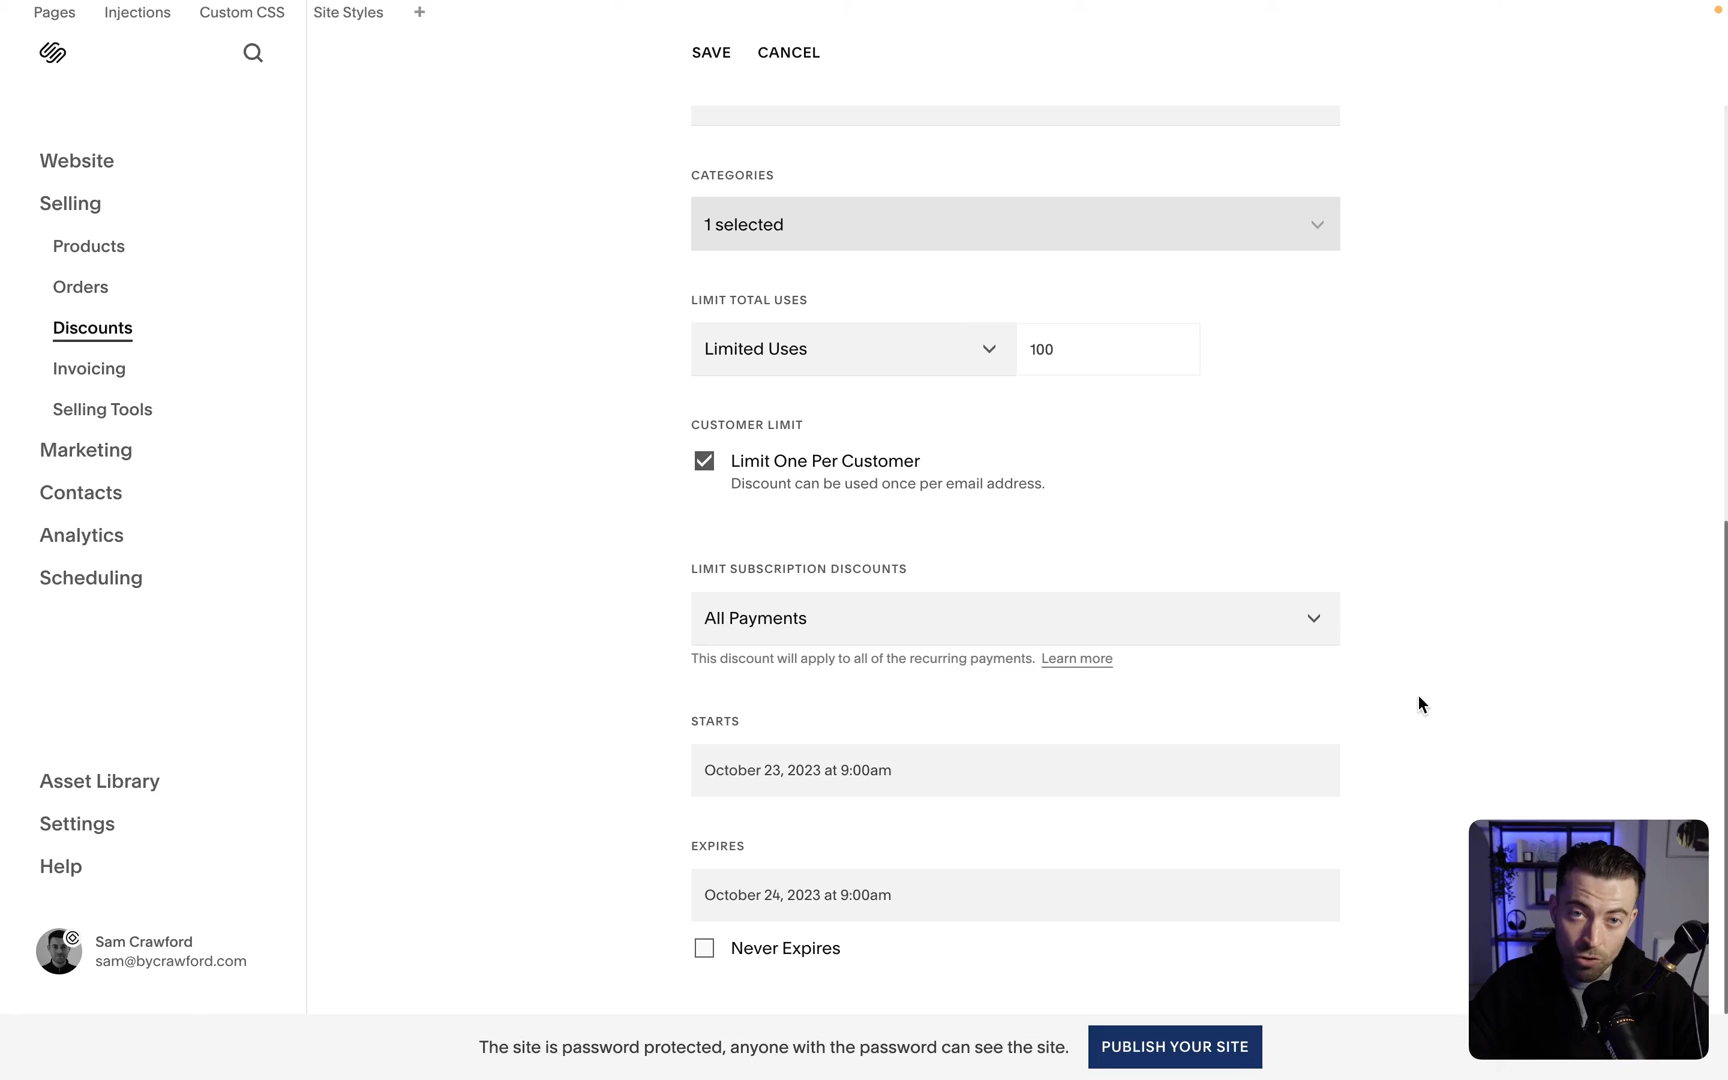 Pages Injections Custom CSS Site Styles +
SAVE CANCEL
Website
Selling
Products
Orders
Discounts
Invoicing
Selling Tools
Marketing
Contacts
Analytics
Scheduling
Asset Library
Settings
Help
Sam Crawford
sam@bycrawford.com
CATEGORIES
1 selected
LIMIT TOTAL USES
Limited Uses 100
CUSTOMER LIMIT
Limit One Per Customer
Discount can be used once per email address.
LIMIT SUBSCRIPTION DISCOUNTS
All Payments
This discount will apply to all of the recurring payments. Learn more
STARTS
October 23, 2023 at 9:00am
EXPIRES
October 24, 2023 at 9:00am
Never Expires
The site is password protected, anyone with the password can see the site. PUBLISH YOUR SITE